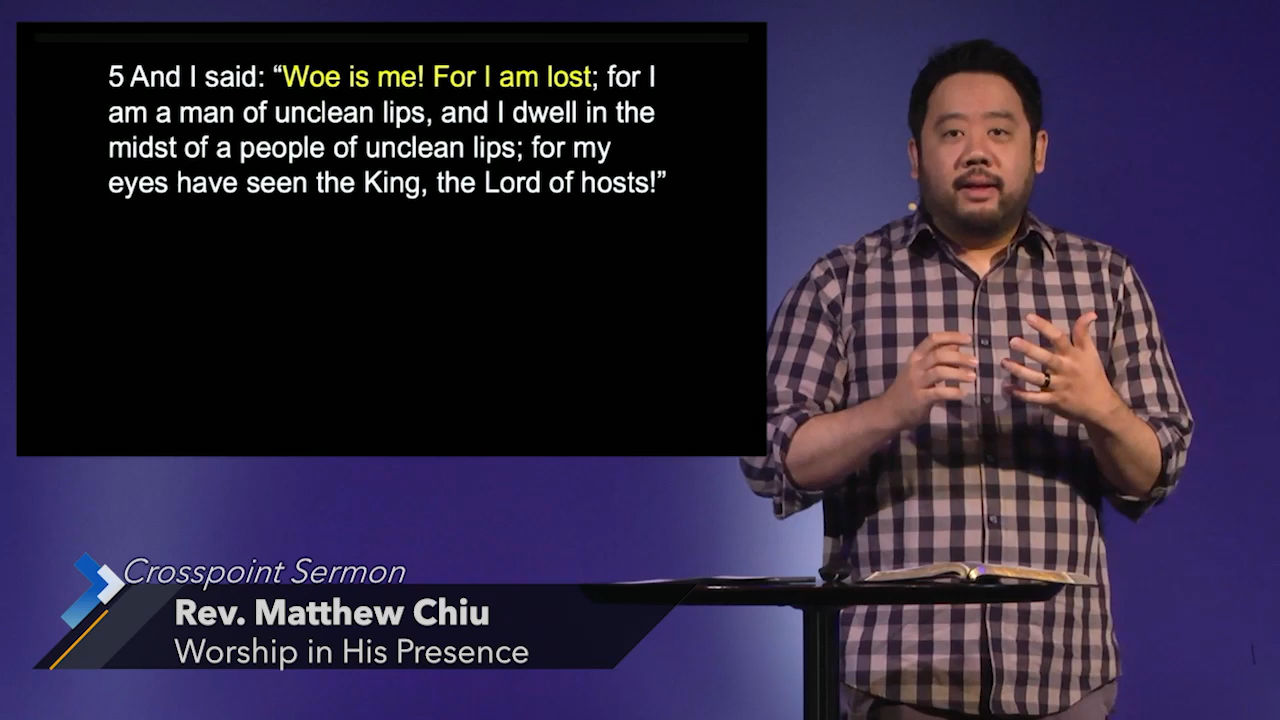 5 And I said: “Woe is me! For I am lost; for I
am a man of unclean lips, and I dwell in the
midst of a people of unclean lips; for my
eyes have seen the King, the Lord of hosts!”
Crosspoint Sermon
Rev. Matthew Chiu
Worship in His Presence